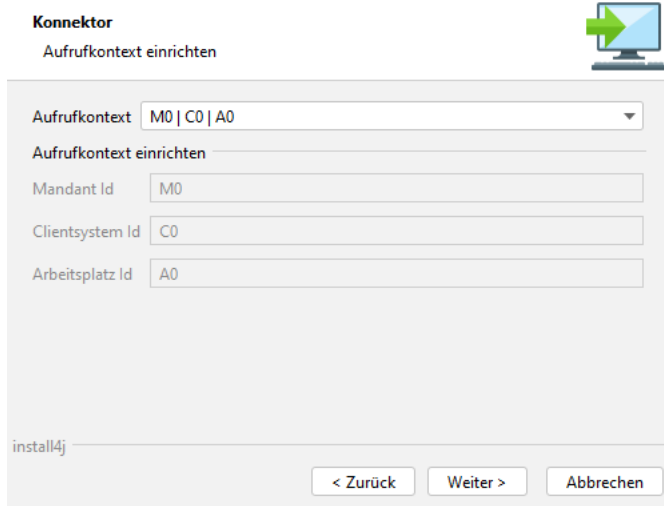 Konnektor
Aufrufkontext einrichten
Aufrufkontext M0 | C0 | A0
Aufrufkontext einrichten
Mandant Id M0
Clientsystem Id C0
Arbeitsplatz Id A0
install4j
< Zurück Weiter > Abbrechen